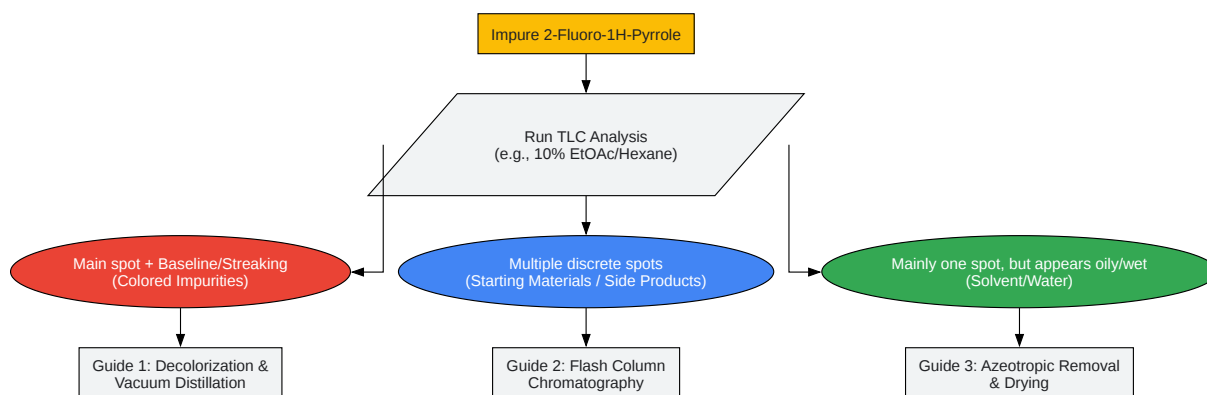 Impure 2-Fluoro-1H-Pyrrole
Run TLC Analysis
(e.g., 10% EtOAc/Hexane)
Main spot + Baseline/Streaking
(Colored Impurities)
Multiple discrete spots
(Starting Materials / Side Products)
Mainly one spot, but appears oily/wet
(Solvent/Water)
Guide 1: Decolorization &
Vacuum Distillation
Guide 2: Flash Column
Chromatography
Guide 3: Azeotropic Removal
& Drying